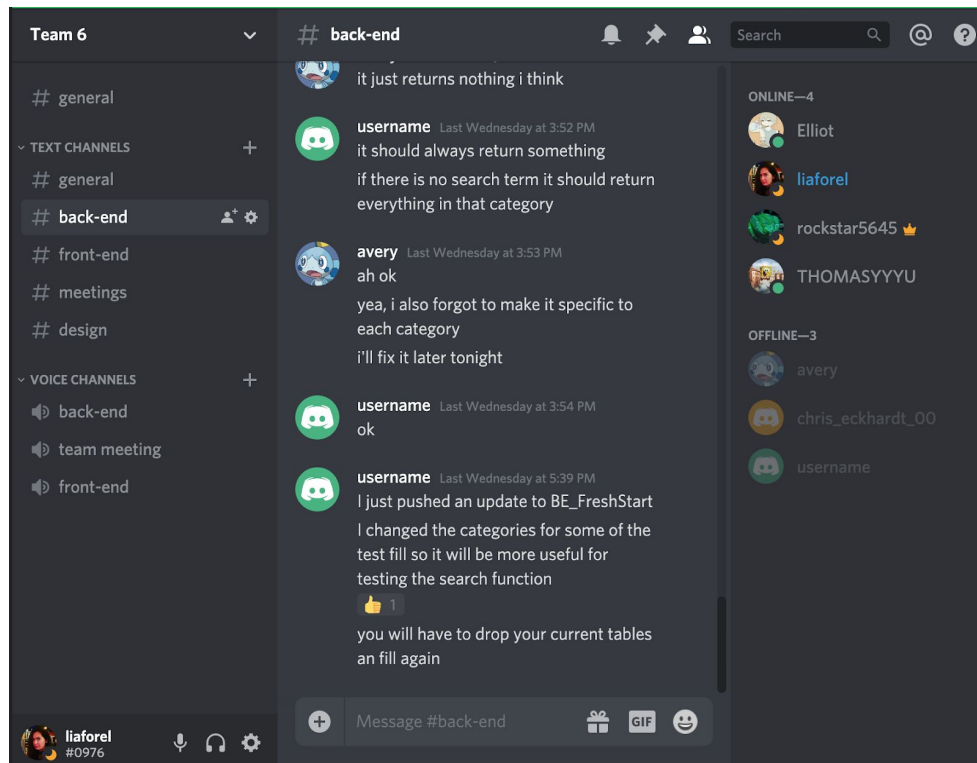 Team 6
# general
TEXT CHANNELS
# general
# back-end
# front-end
# meetings
# design
VOICE CHANNELS
back-end
team meeting
front-end
liaforel
#0976
# back-end
Search
it just returns nothing i think
username Last Wednesday at 3:52 PM
it should always return something
if there is no search term it should return
everything in that category
avery Last Wednesday at 3:53 PM
ah ok
yea, i also forgot to make it specific to
each category
i'll fix it later tonight
username Last Wednesday at 3:54 PM
ok
username Last Wednesday at 5:39 PM
I just pushed an update to BE_FreshStart
I changed the categories for some of the
test fill so it will be more useful for
testing the search function
👍 1
you will have to drop your current tables
an fill again
Message #back-end
GIF
ONLINE—4
Elliot
liaforel
rockstar5645
THOMASYYYU
OFFLINE—3
avery
chris_eckhardt_00
username